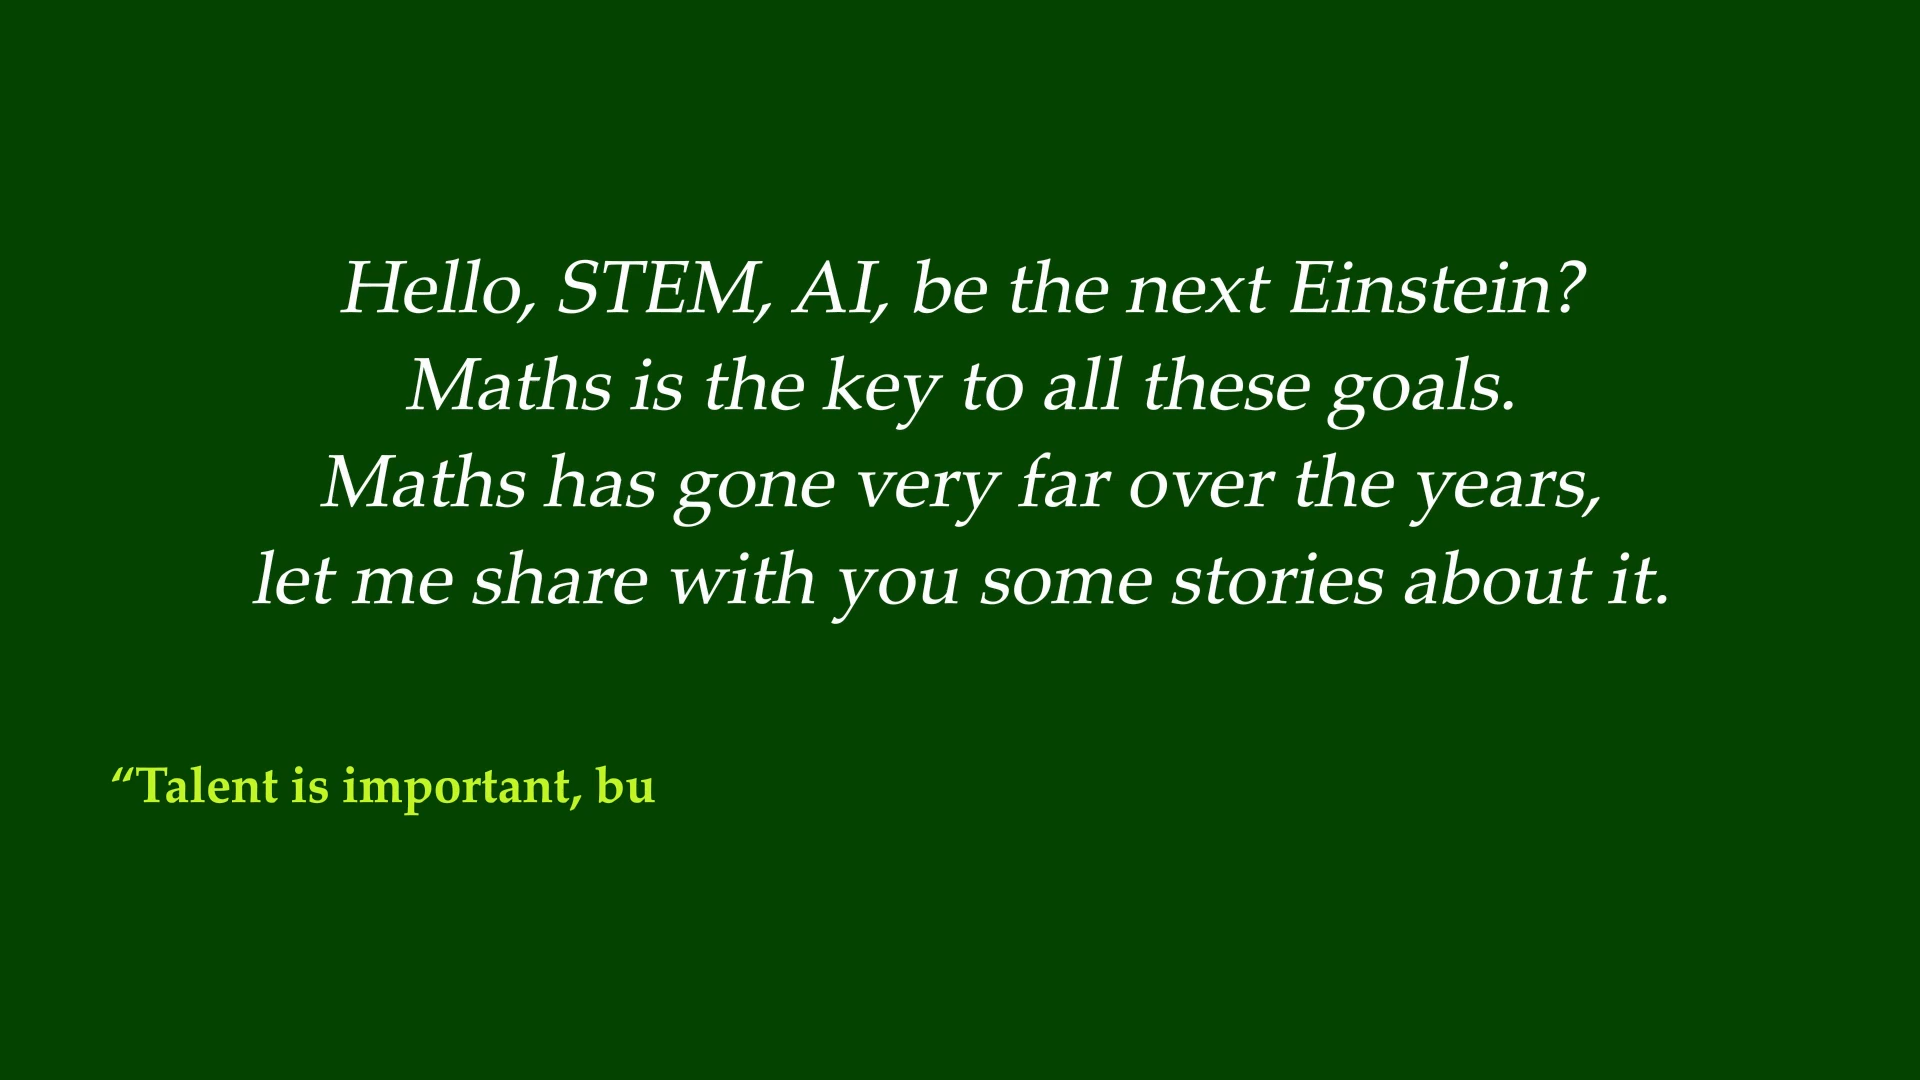 Hello, STEM, AI, be the next Einstein?
Maths is the key to all these goals.
Maths has gone very far over the years,
let me share with you some stories about it.
“Talent is important, bu